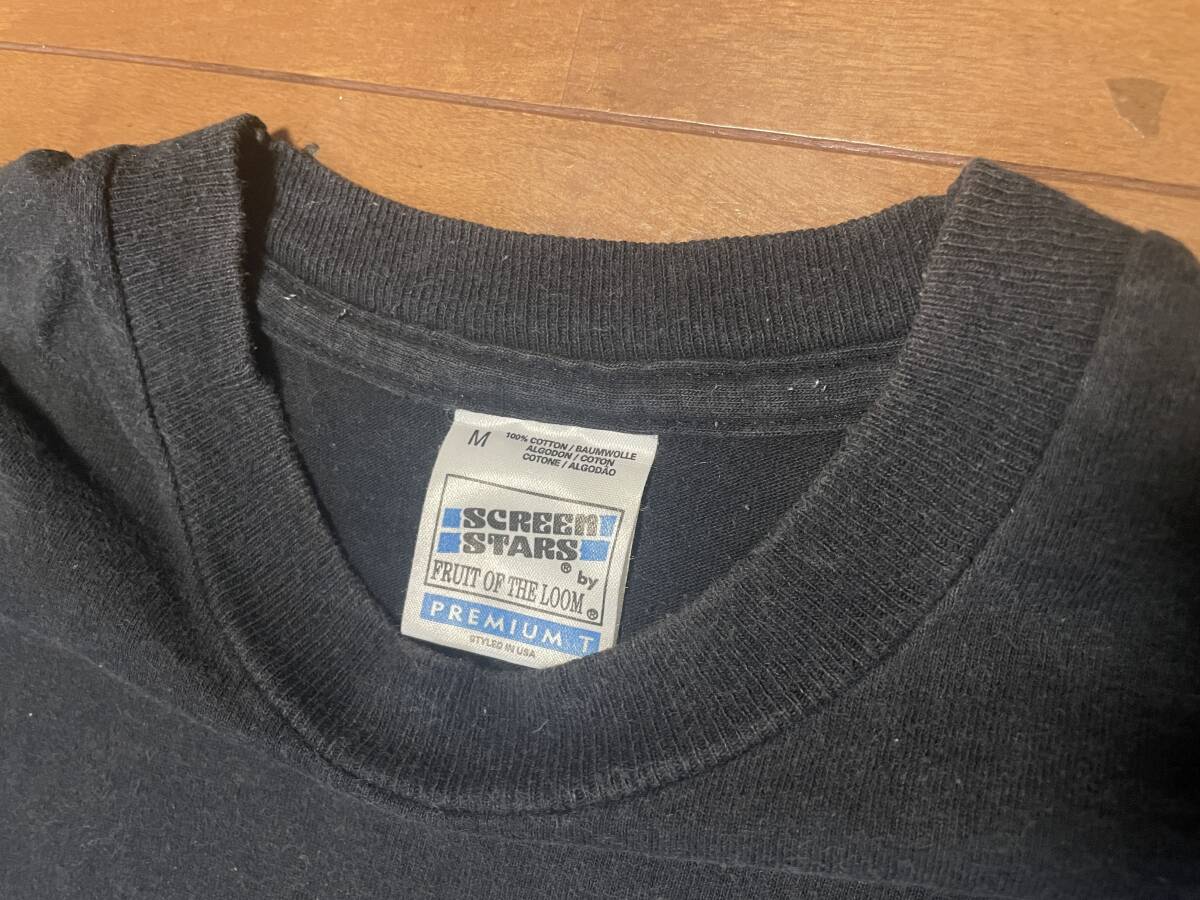 M
100% COTTON / BAUMWOLLE
ALGODON / COTON
COTONE / ALGODÃO
SCREEN
STARS®
by
FRUIT OF THE LOOM®
PREMIUM T
STYLED IN USA